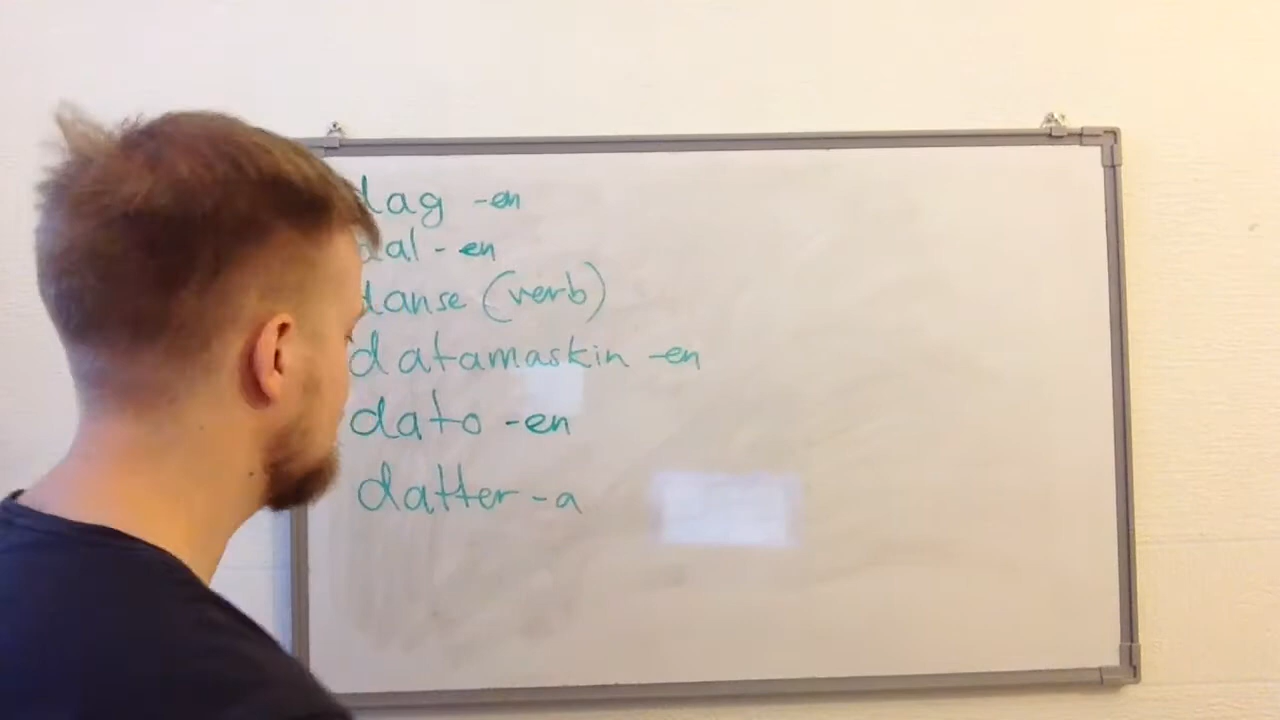 dag -en
dal - en
danse (verb)
datamaskin -en
dato -en
datter - a